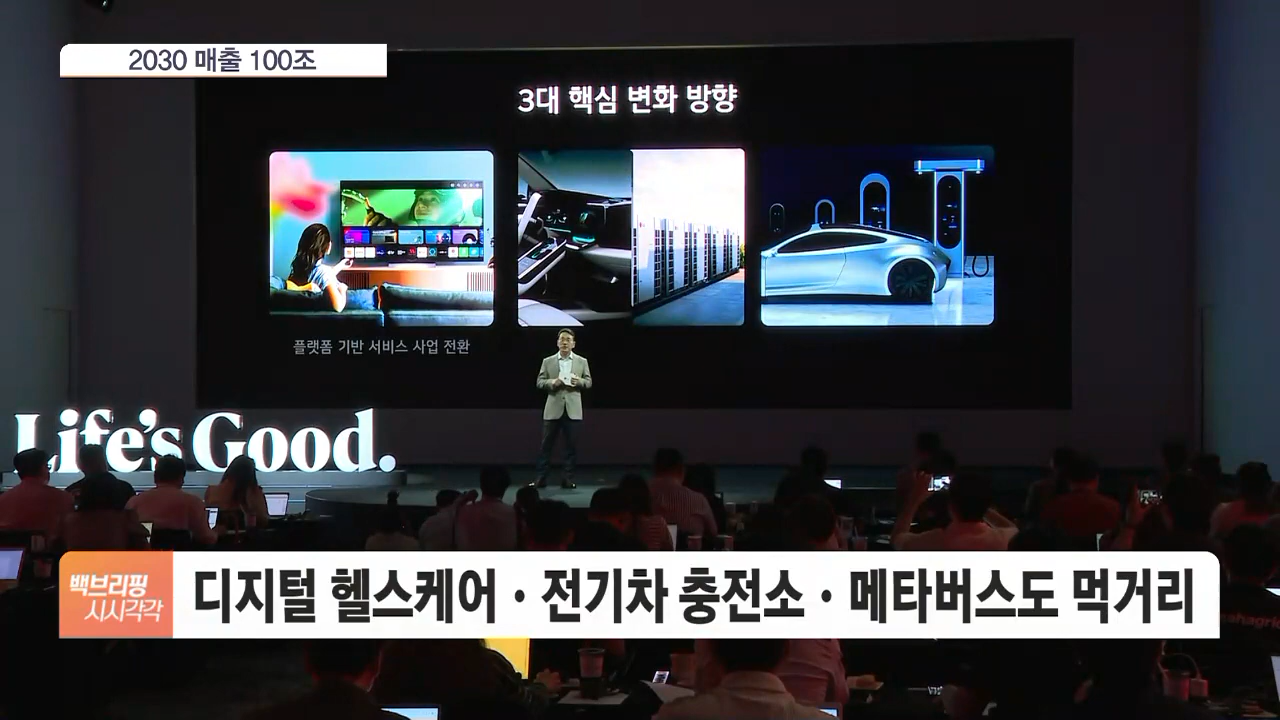 2030 매출 100조
3대 핵심 변화 방향
플랫폼 기반 서비스 사업 전환
Life's Good.
백브리핑
시시각각
디지털 헬스케어·전기차 충전소·메타버스도 먹거리